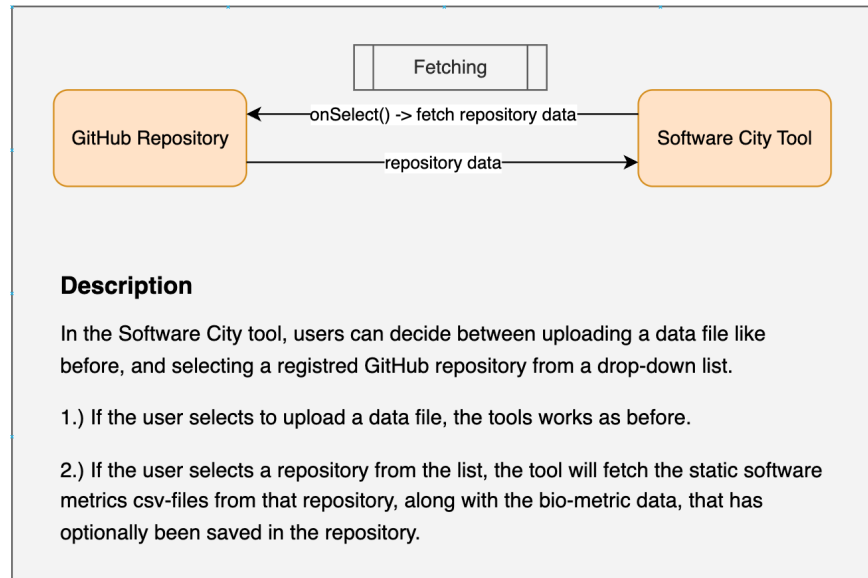 Fetching
GitHub Repository
onSelect() -> fetch repository data
Software City Tool
repository data
Description
In the Software City tool, users can decide between uploading a data file like
before, and selecting a registred GitHub repository from a drop-down list.
1.) If the user selects to upload a data file, the tools works as before.
2.) If the user selects a repository from the list, the tool will fetch the static software
metrics csv-files from that repository, along with the bio-metric data, that has
optionally been saved in the repository.